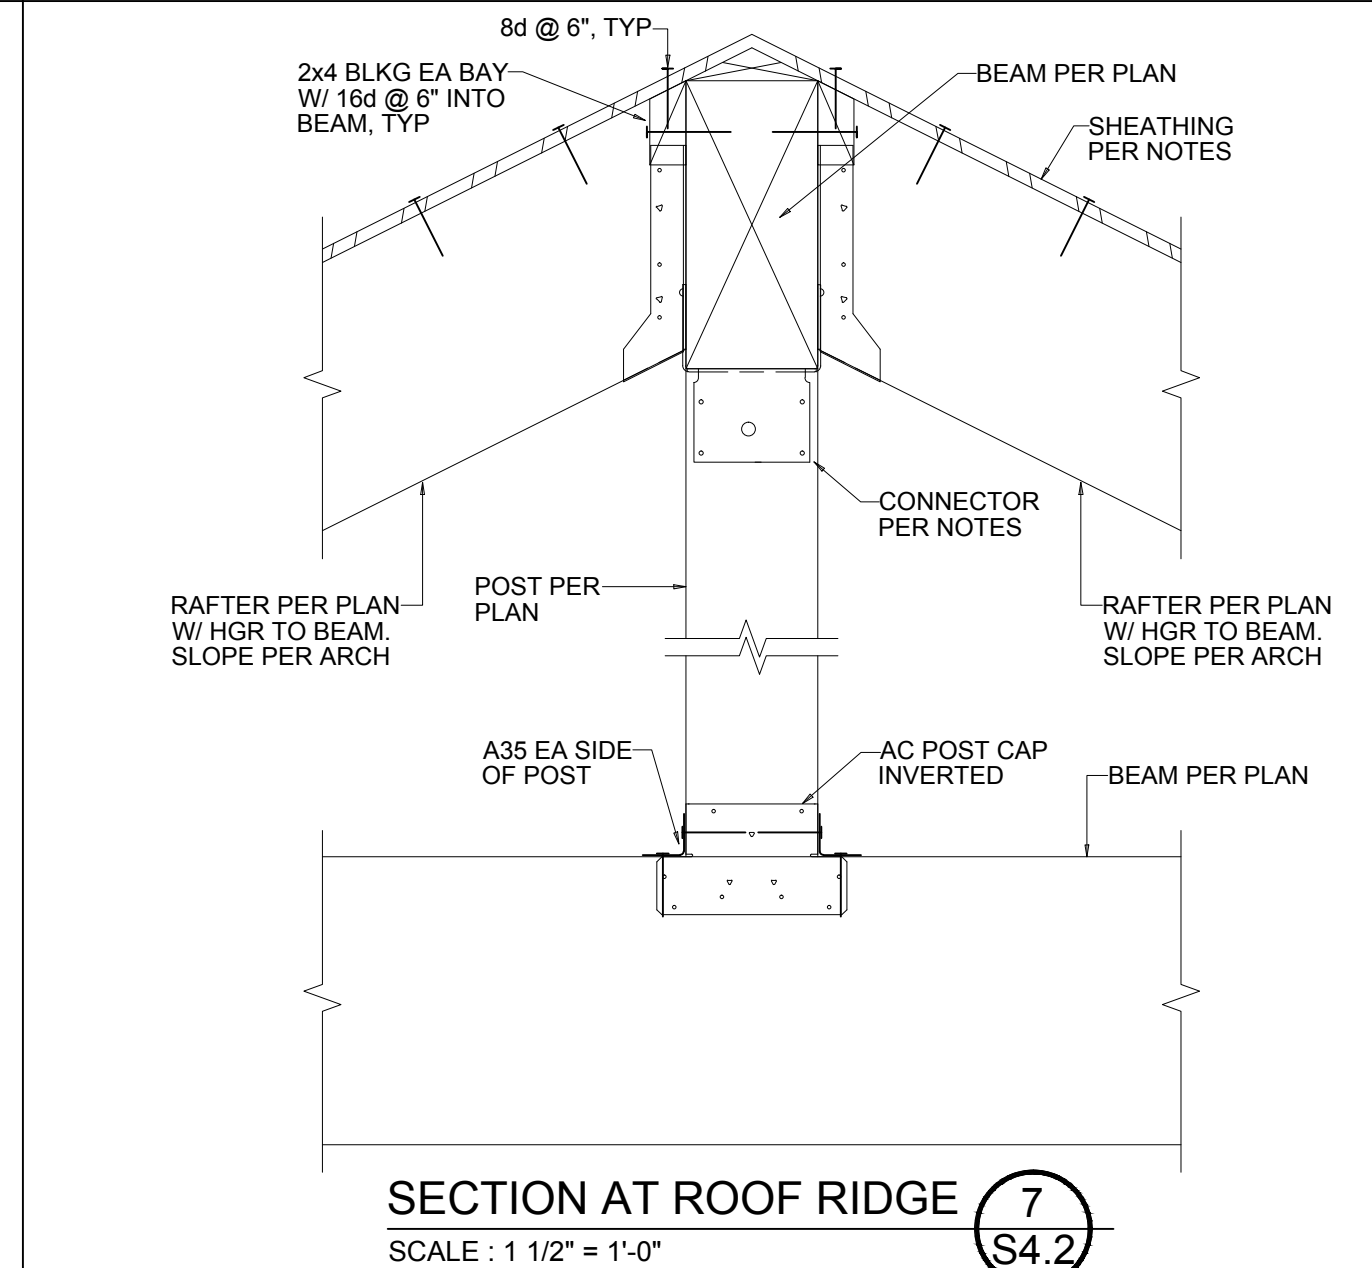 8d @ 6", TYP
2x4 BLKG EA BAY
W/ 16d @ 6" INTO
BEAM, TYP
BEAM PER PLAN
SHEATHING
PER NOTES
CONNECTOR
PER NOTES
POST PER
PLAN
RAFTER PER PLAN
W/ HGR TO BEAM.
SLOPE PER ARCH
RAFTER PER PLAN
W/ HGR TO BEAM.
SLOPE PER ARCH
A35 EA SIDE
OF POST
AC POST CAP
INVERTED
BEAM PER PLAN
SECTION AT ROOF RIDGE
SCALE : 1 1/2" = 1'-0"
7
S4.2